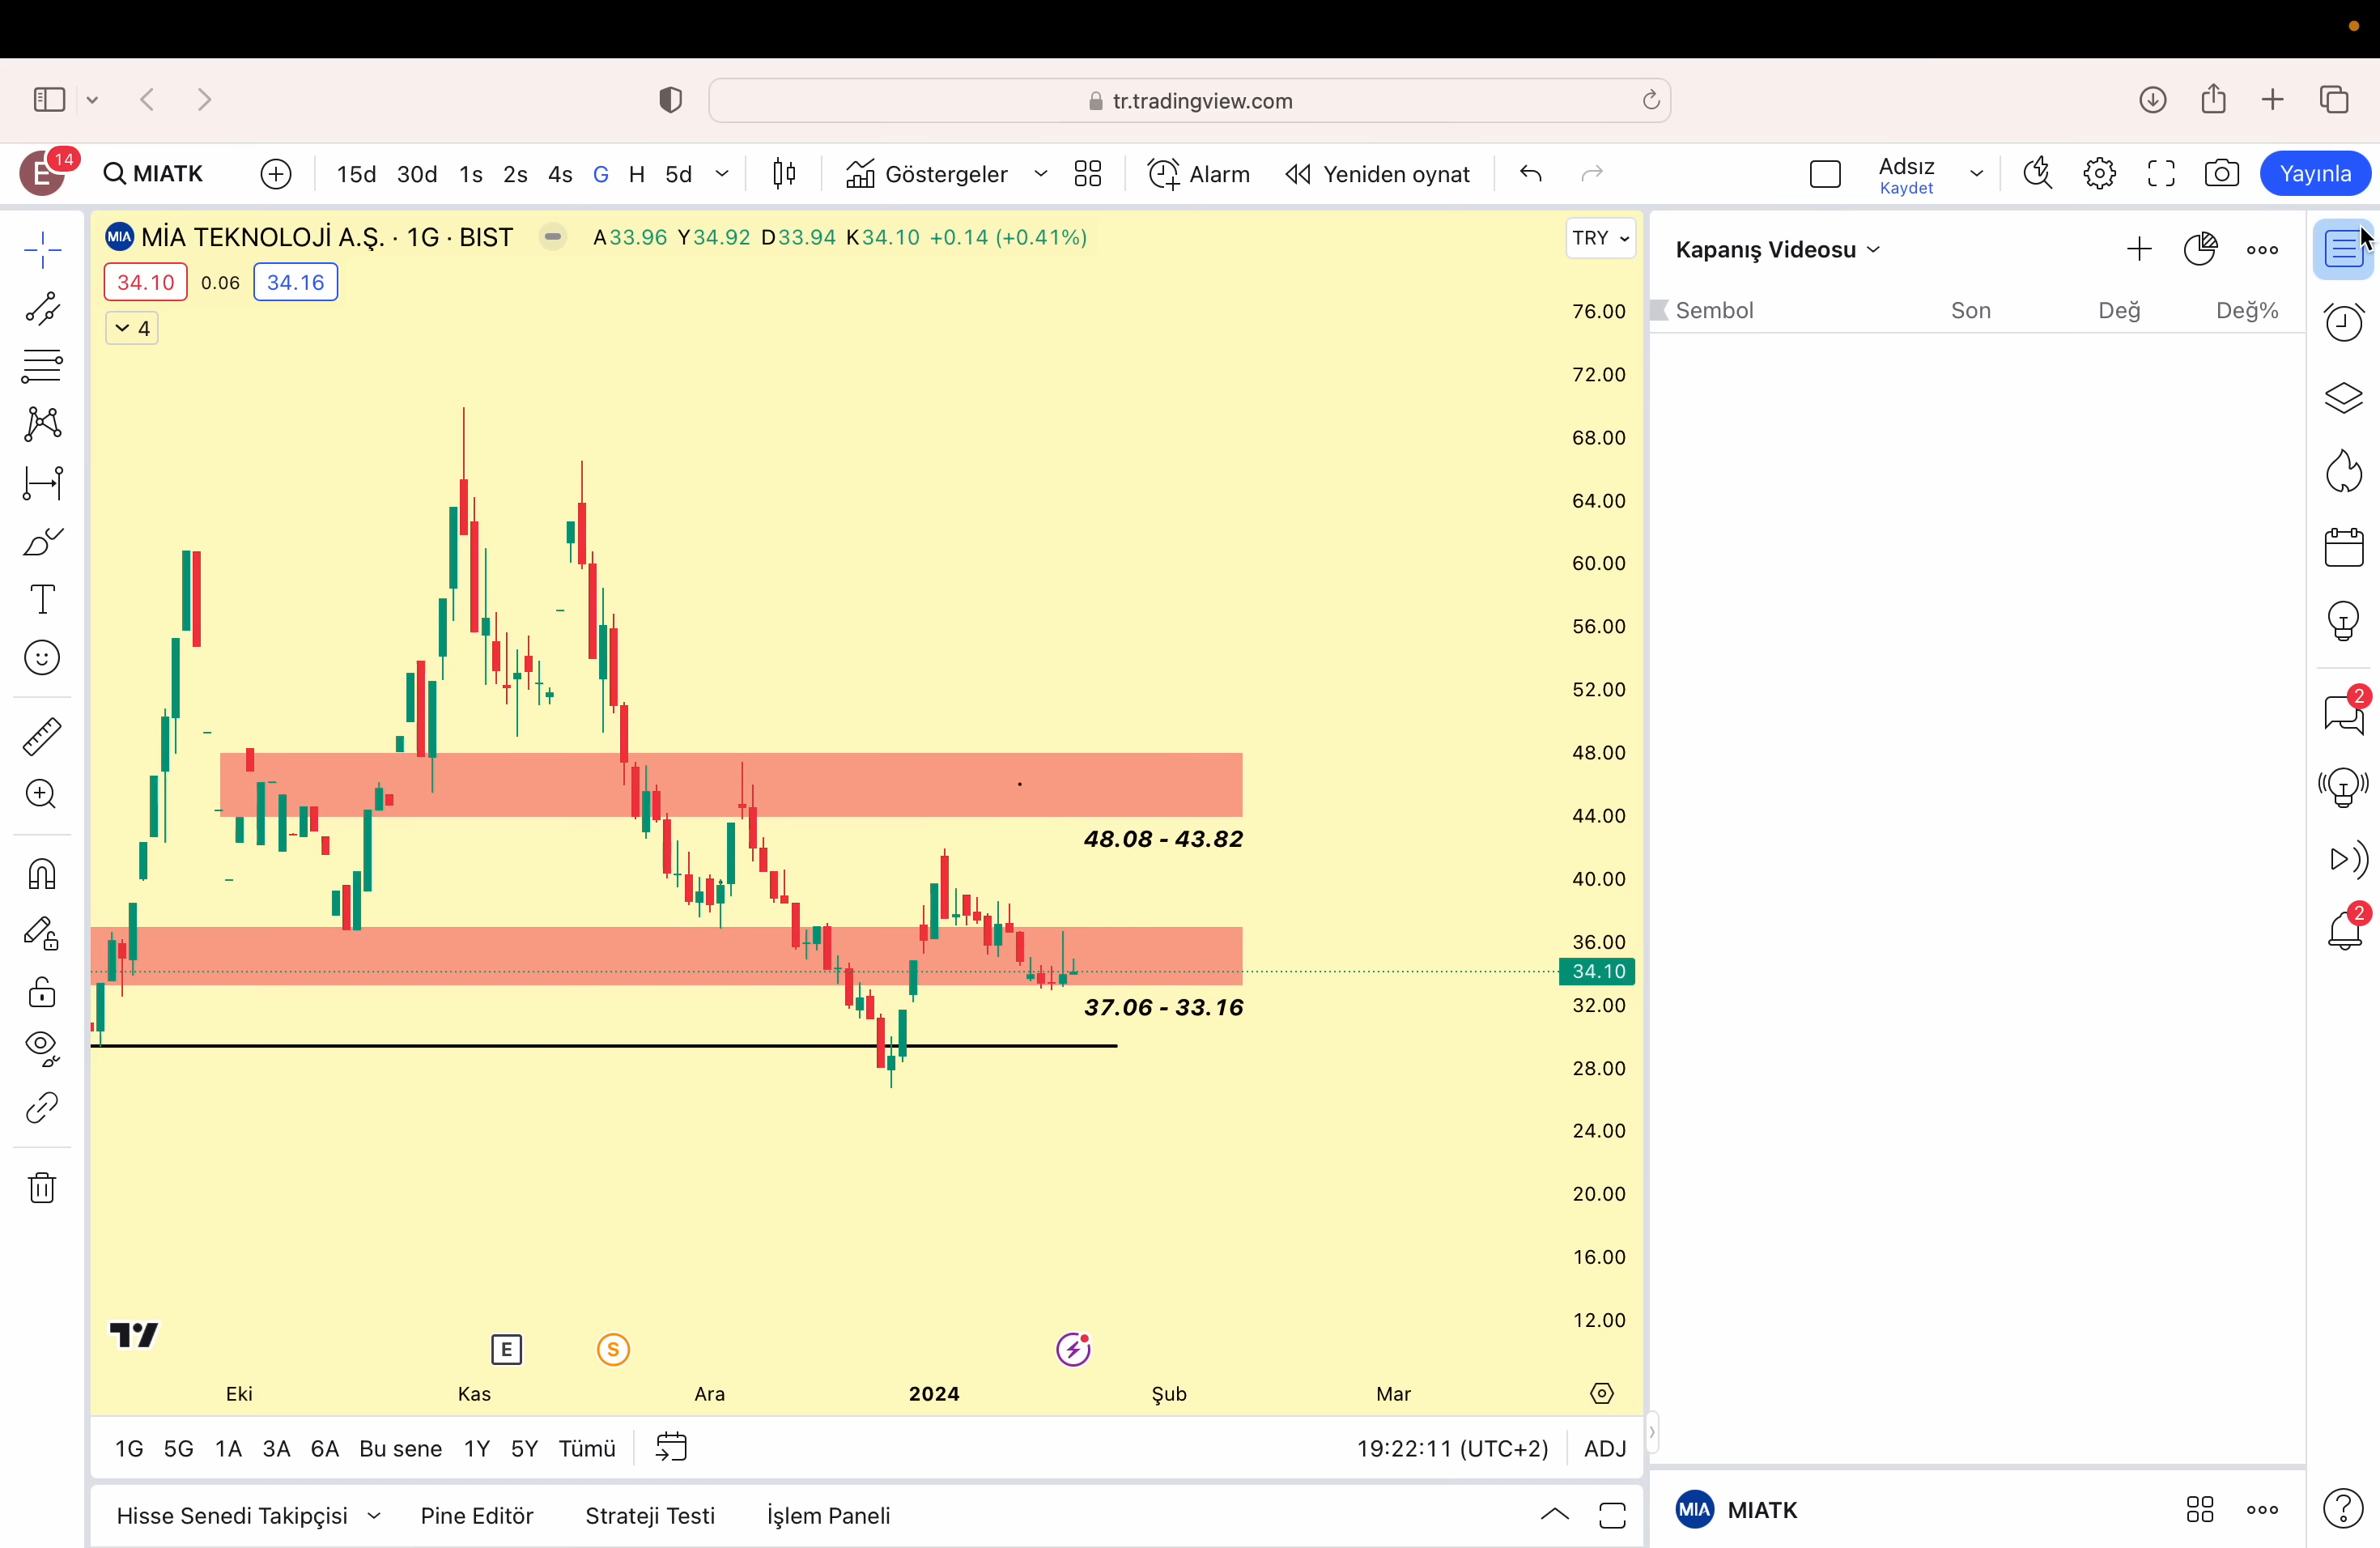 tr.tradingview.com
E 14 MIATK 15d 30d 1s 2s 4s G H 5d Göstergeler Alarm Yeniden oynat Adsız Yayınla
Kaydet
MIA MİA TEKNOLOJİ A.Ş. · 1G · BIST A33.96 Y34.92 D33.94 K34.10 +0.14 (+0.41%) TRY
34.10 0.06 34.16
4
Kapanış Videosu
Sembol Son Değ Değ%
76.00
72.00
68.00
64.00
60.00
56.00
52.00
48.00
44.00
48.08 - 43.82
40.00
36.00
34.10
37.06 - 33.16
32.00
28.00
24.00
20.00
16.00
12.00
2
2
E S
Eki Kas Ara 2024 Şub Mar
1G 5G 1A 3A 6A Bu sene 1Y 5Y Tümü 19:22:11 (UTC+2) ADJ
Hisse Senedi Takipçisi Pine Editör Strateji Testi İşlem Paneli
MIA MIATK